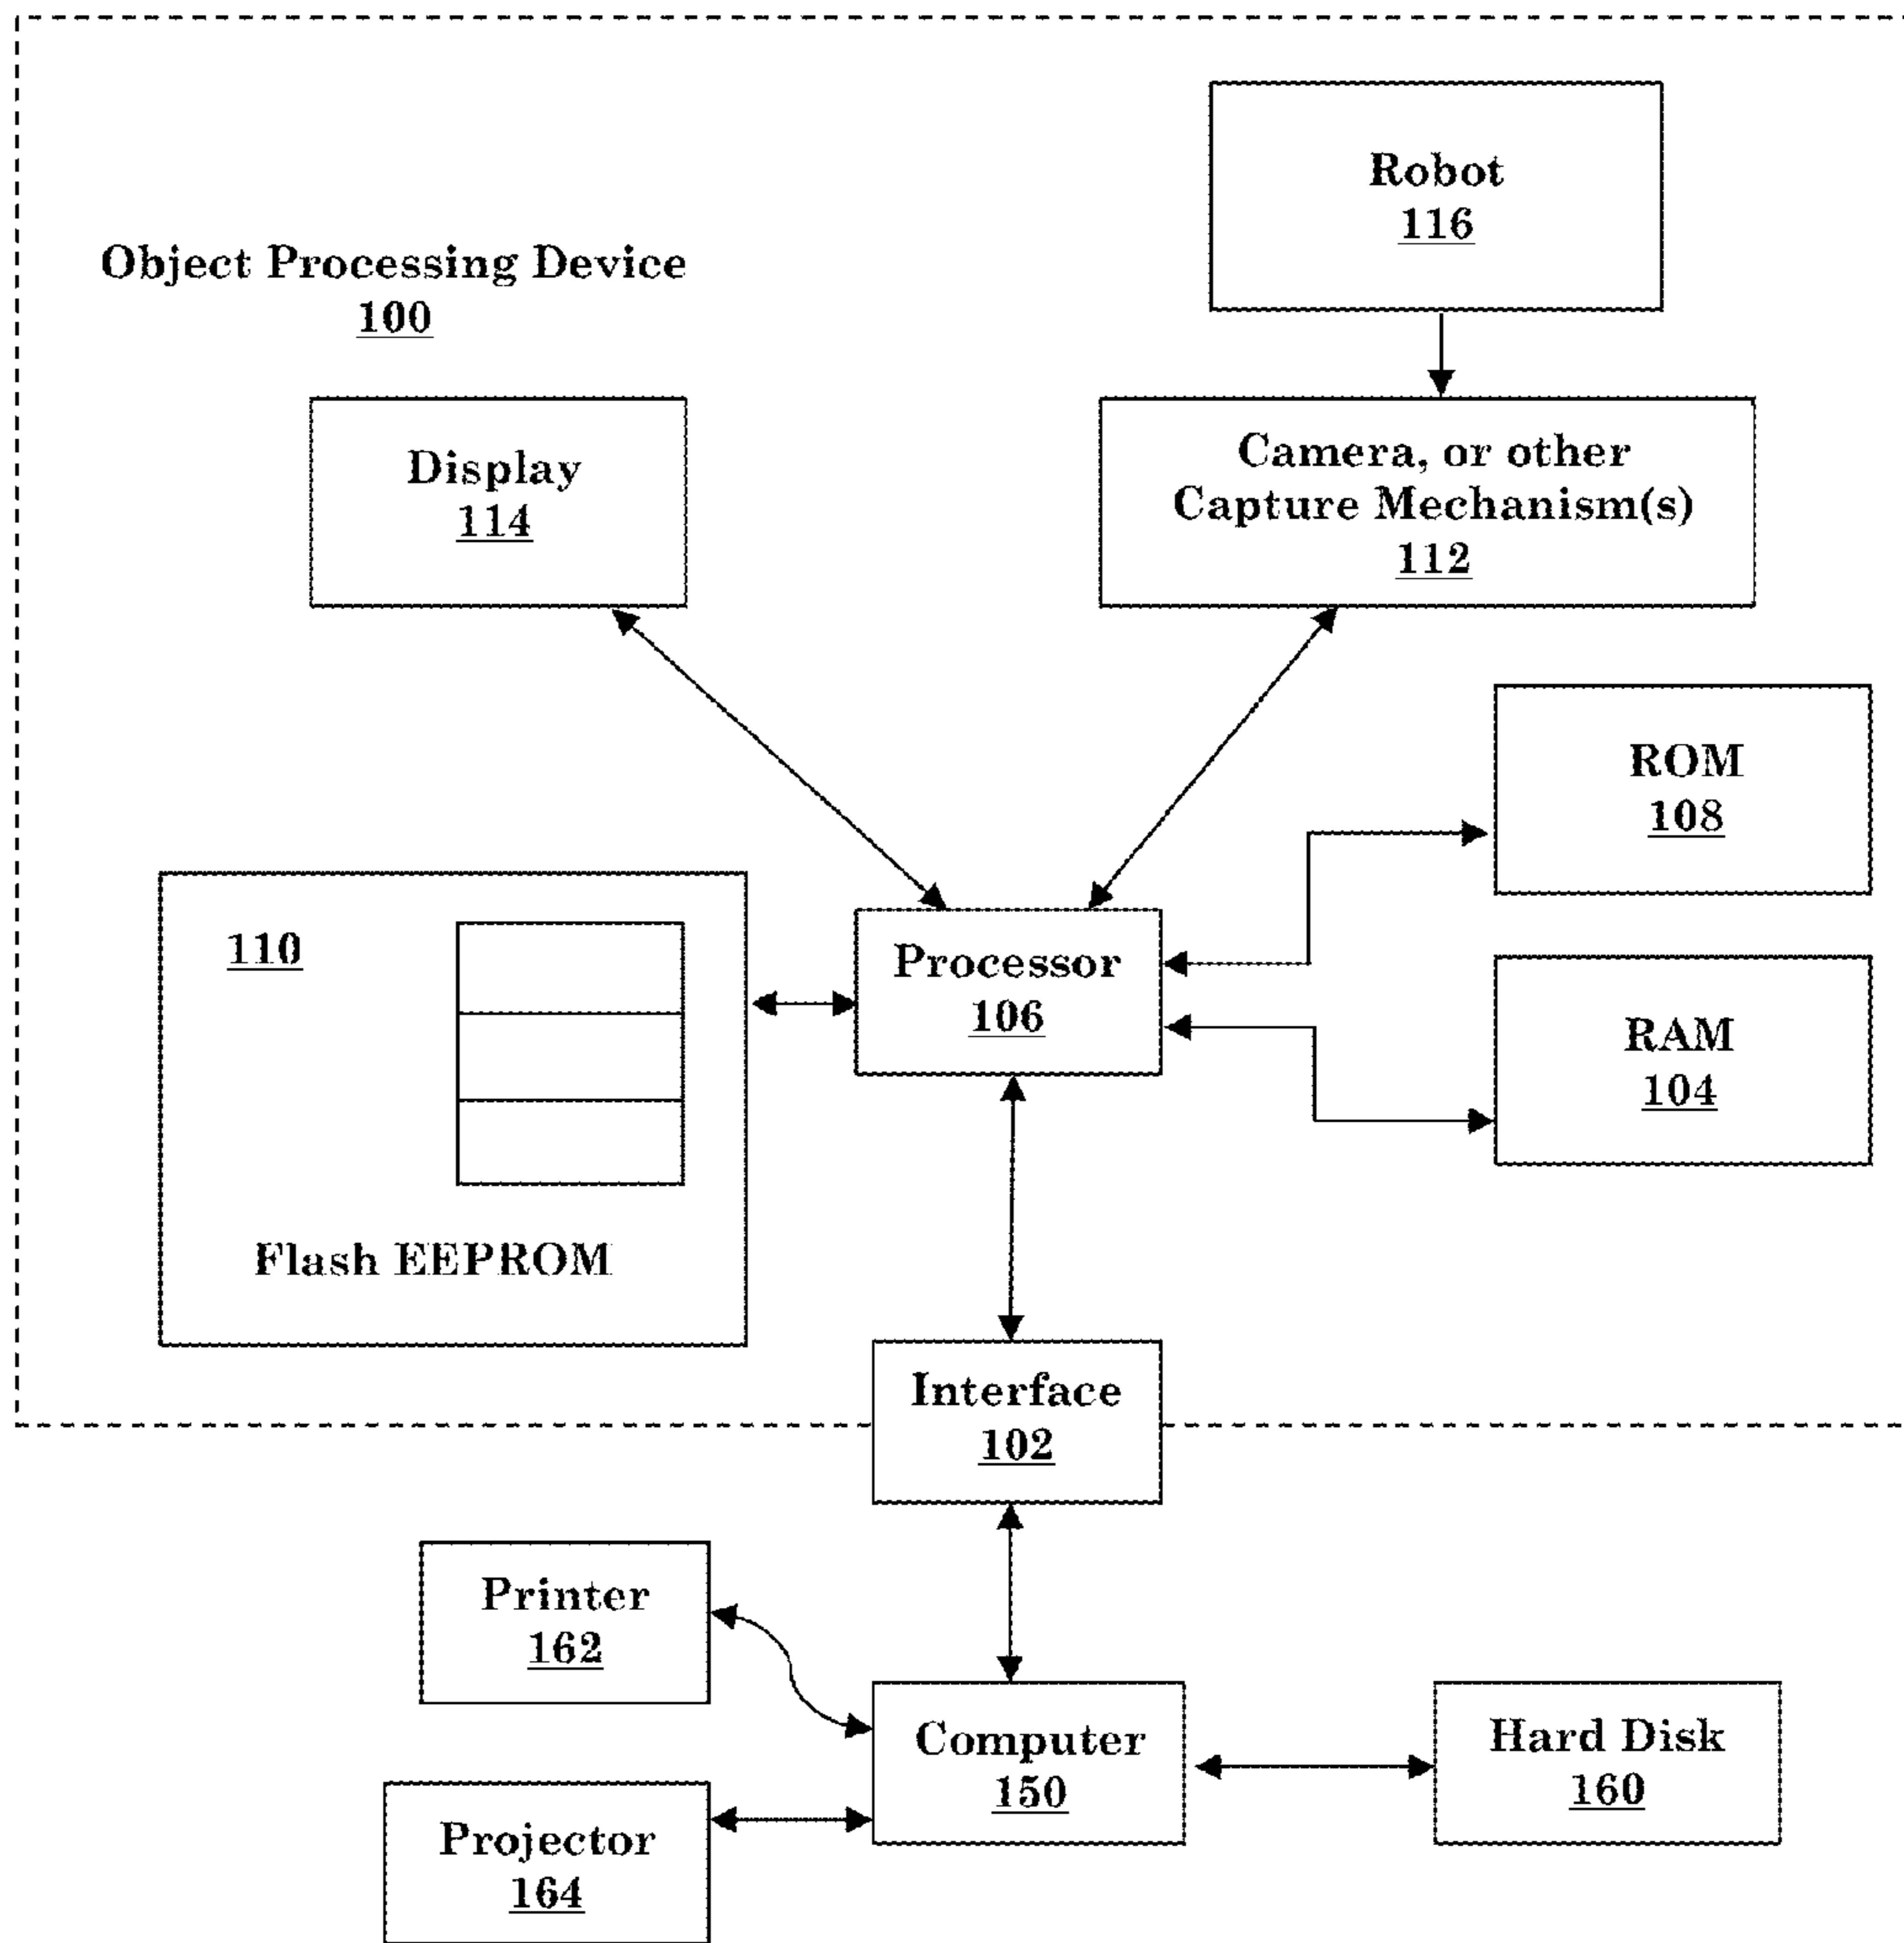 Robot
116
Object Processing Device
100
Display
114
Camera, or other
Capture Mechanism(s)
112
ROM
108
110
Flash EEPROM
Processor
106
RAM
104
Interface
102
Printer
162
Computer
150
Hard Disk
160
Projector
164